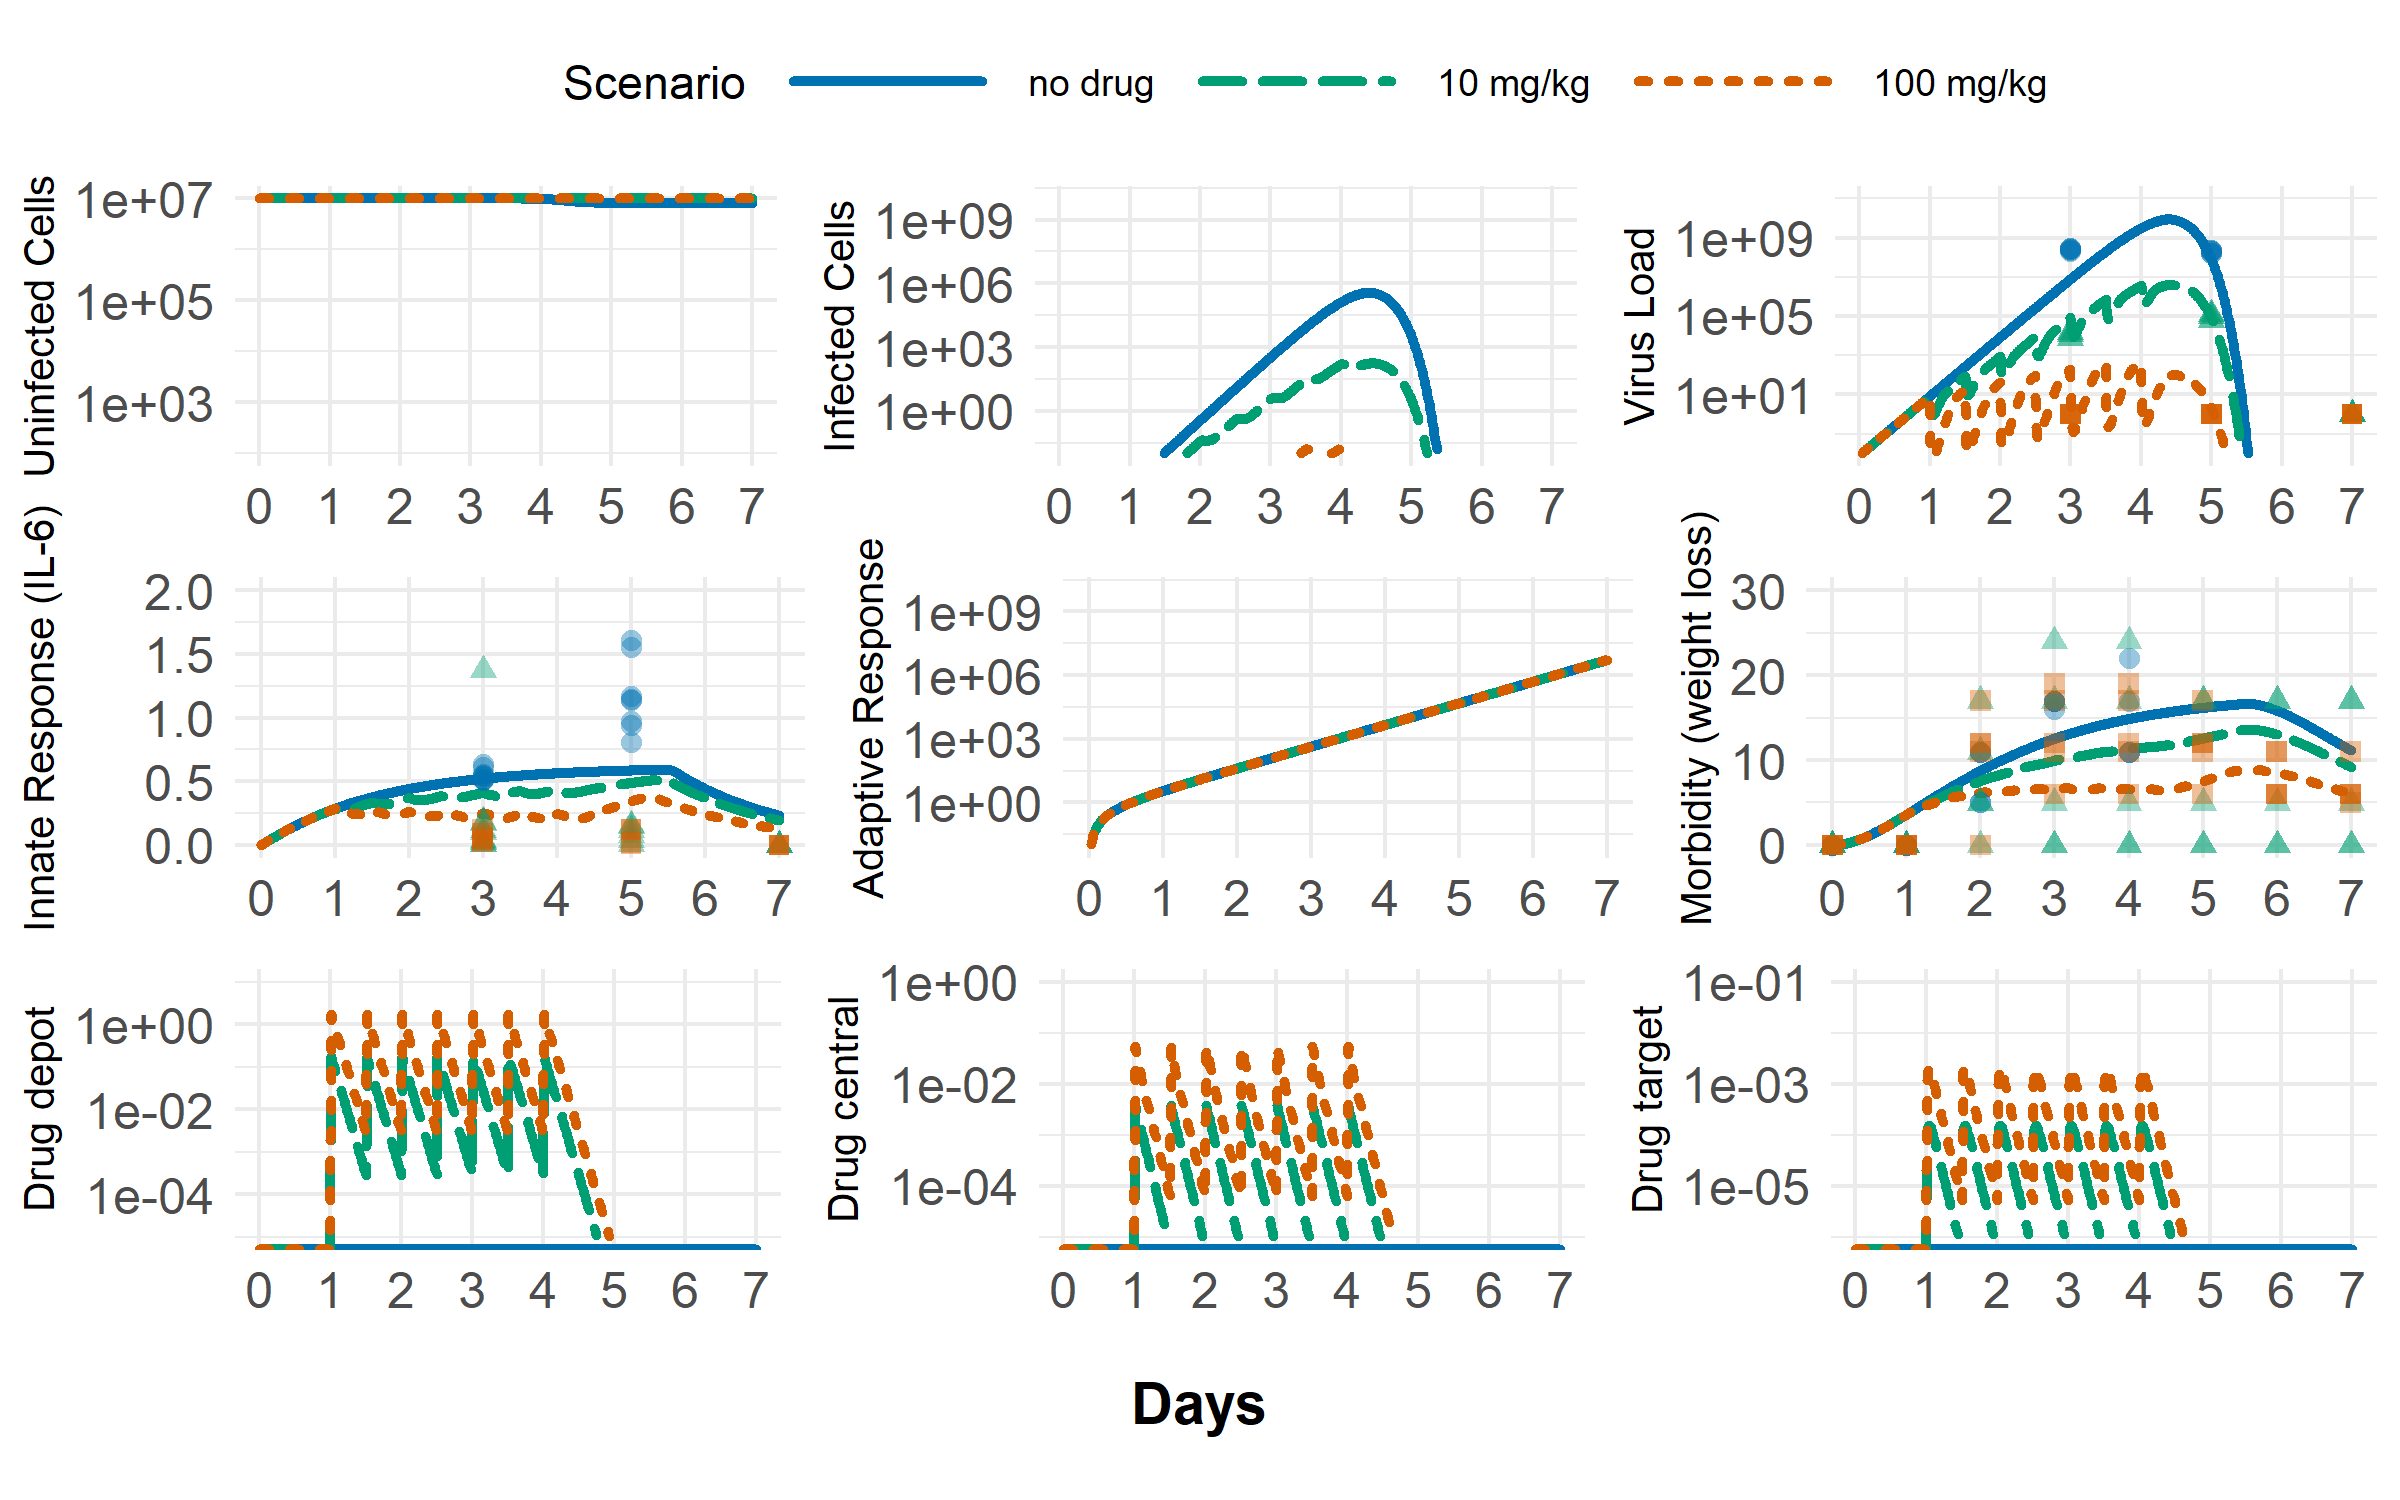 Scenario no drug 10 mg/kg 100 mg/kg
Uninfected Cells
1e+07
1e+05
1e+03
0 1 2 3 4 5 6 7
Infected Cells
1e+09
1e+06
1e+03
1e+00
0 1 2 3 4 5 6 7
Virus Load
1e+09
1e+05
1e+01
0 1 2 3 4 5 6 7
Innate Response (IL-6)
2.0
1.5
1.0
0.5
0.0
0 1 2 3 4 5 6 7
Adaptive Response
1e+09
1e+06
1e+03
1e+00
0 1 2 3 4 5 6 7
Morbidity (weight loss)
30
20
10
0
0 1 2 3 4 5 6 7
Drug depot
1e+00
1e-02
1e-04
0 1 2 3 4 5 6 7
Drug central
1e+00
1e-02
1e-04
0 1 2 3 4 5 6 7
Drug target
1e-01
1e-03
1e-05
0 1 2 3 4 5 6 7
Days